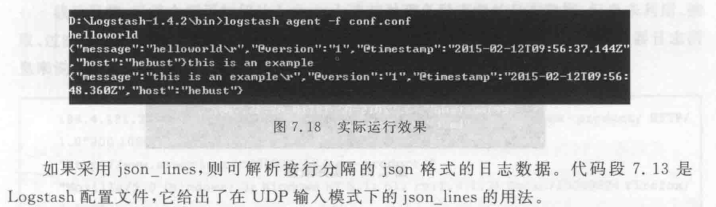 D:\Logstash-1.4.2\bin>logstash agent -f conf.conf
helloworld
{"message":"helloworld\r","@version":"1","@timestamp":"2015-02-12T09:56:37.144Z"
,"host":"hebust"}this is an example
{"message":"this is an example\r","@version":"1","@timestamp":"2015-02-12T09:56:
48.360Z","host":"hebust"}
图 7.18 实际运行效果
如果采用 json_lines,则可解析按行分隔的 json 格式的日志数据。代码段 7.13 是
Logstash 配置文件,它给出了在 UDP 输入模式下的 json_lines 的用法。